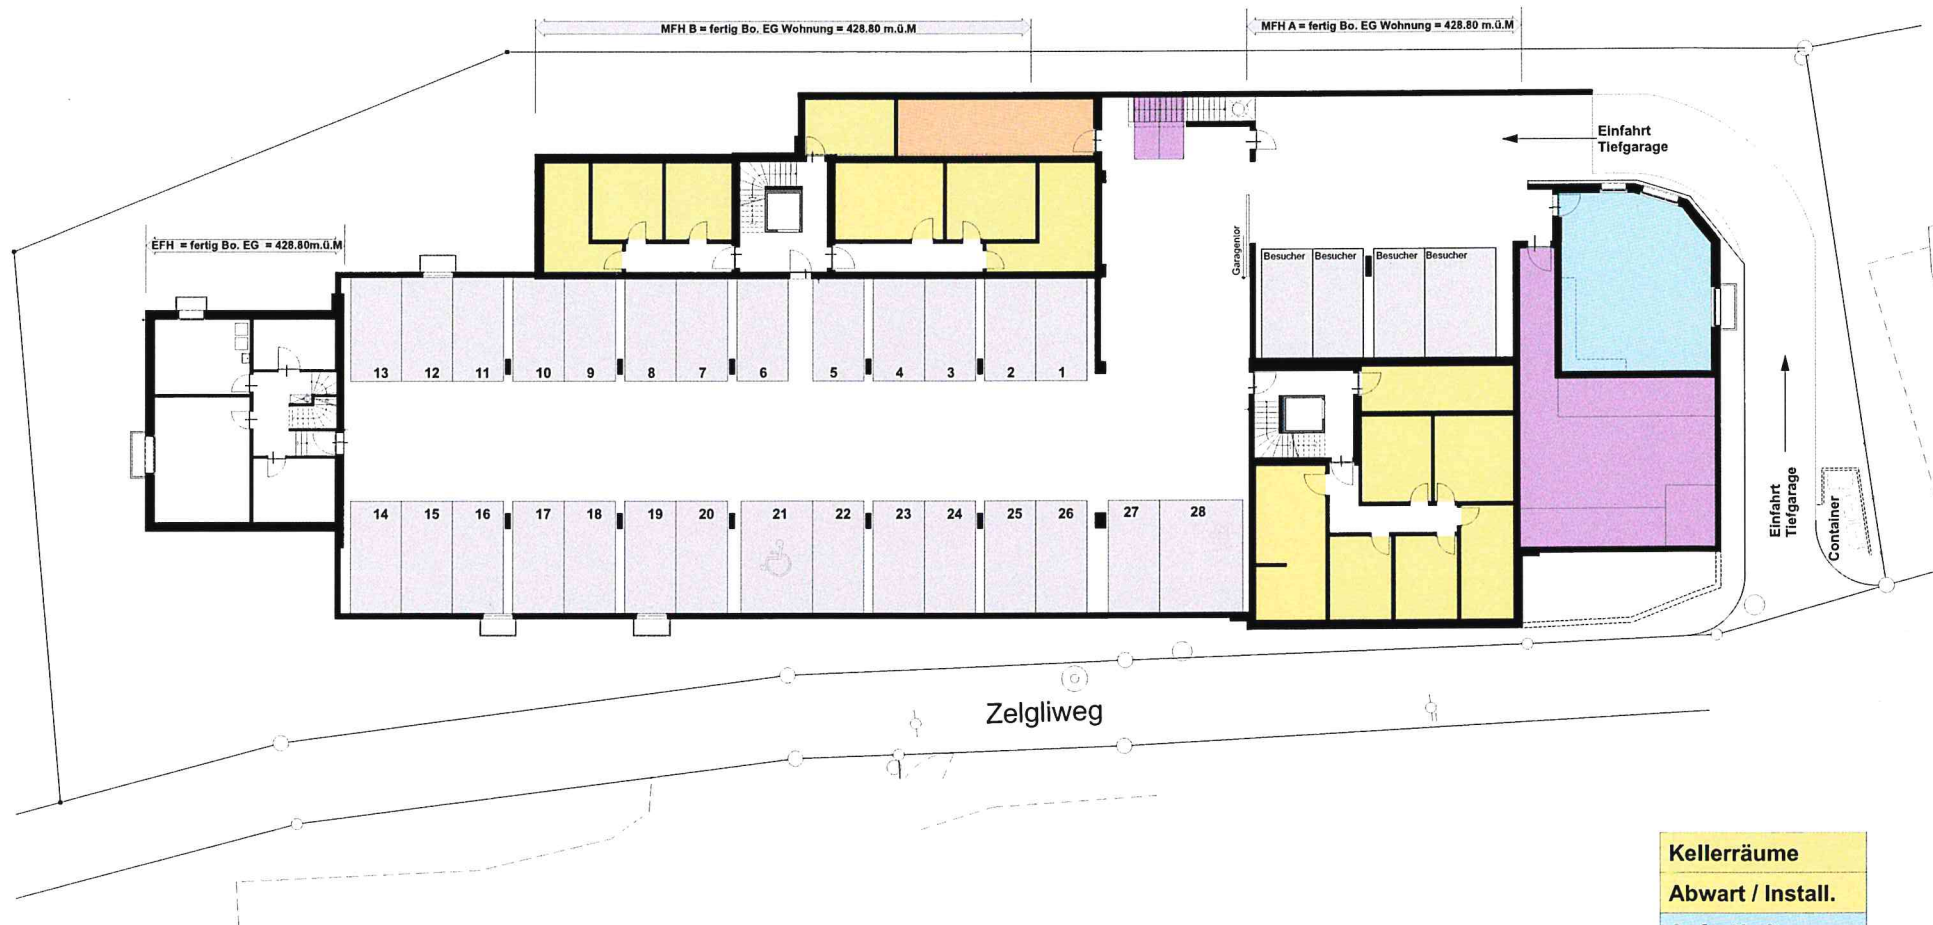 MFH B = fertig Bo. EG Wohnung = 428.80 m.ü.M
MFH A = fertig Bo. EG Wohnung = 428.80 m.ü.M
Einfahrt
Tiefgarage
EFH = fertig Bo. EG = 428.80m.ü.M
Garagentor
Besucher Besucher Besucher Besucher
13 12 11 10 9 8 7 6 5 4 3 2 1
14 15 16 17 18 19 20 21 22 23 24 25 26 27 28
Einfahrt
Tiefgarage
Container
Zelgliweg
Kellerräume
Abwart / Install.